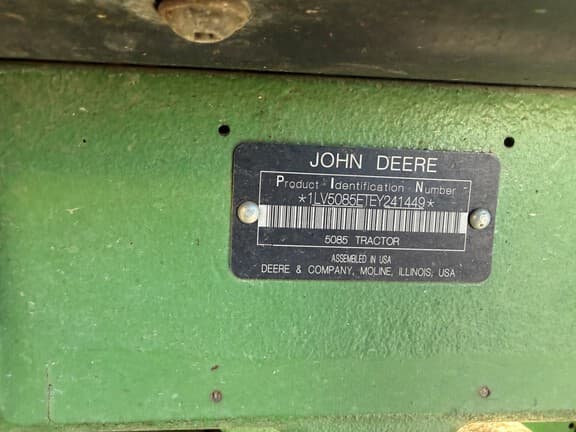 JOHN DEERE
Product Identification Number
*1LV5085ETEY241449*
5085 TRACTOR
ASSEMBLED IN USA
DEERE & COMPANY, MOLINE, ILLINOIS, USA